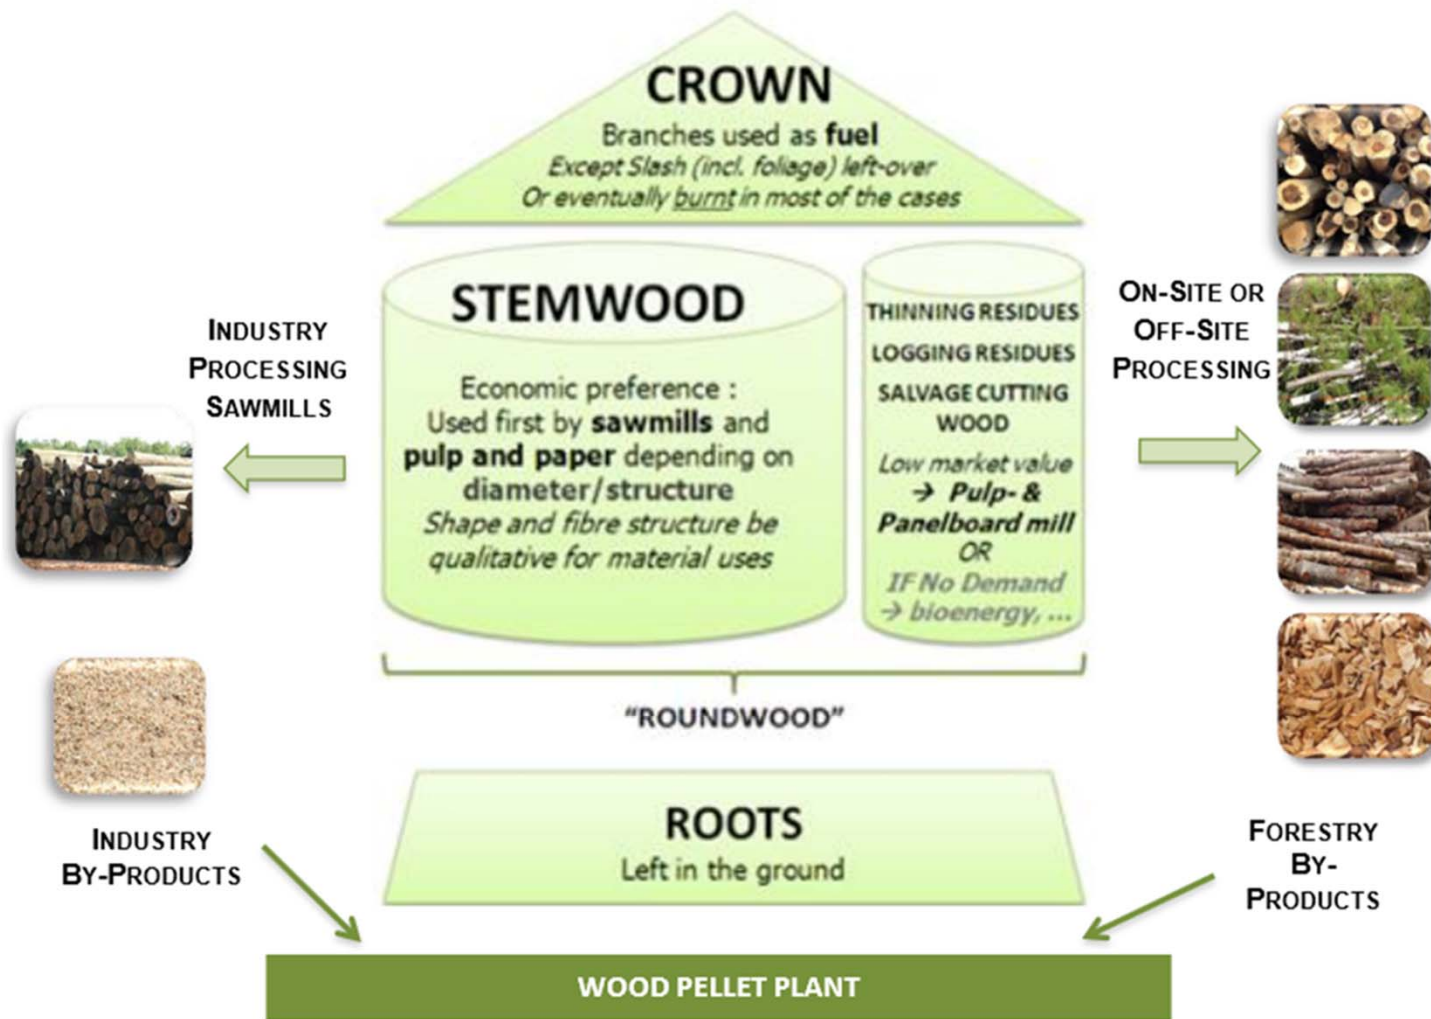 CROWN
Branches used as fuel
Except Slash (incl. foliage) left-over
Or eventually burnt in most of the cases
STEMWOOD
Economic preference :
Used first by sawmills and
pulp and paper depending on
diameter/structure
Shape and fibre structure be
qualitative for material uses
THINNING RESIDUES
LOGGING RESIDUES
SALVAGE CUTTING
WOOD
Low market value
→ Pulp- &
Panelboard mill
OR
IF No Demand
→ bioenergy, ...
"ROUNDWOOD"
ROOTS
Left in the ground
INDUSTRY
PROCESSING
SAWMILLS
INDUSTRY
BY-PRODUCTS
ON-SITE OR
OFF-SITE
PROCESSING
FORESTRY
BY-
PRODUCTS
WOOD PELLET PLANT